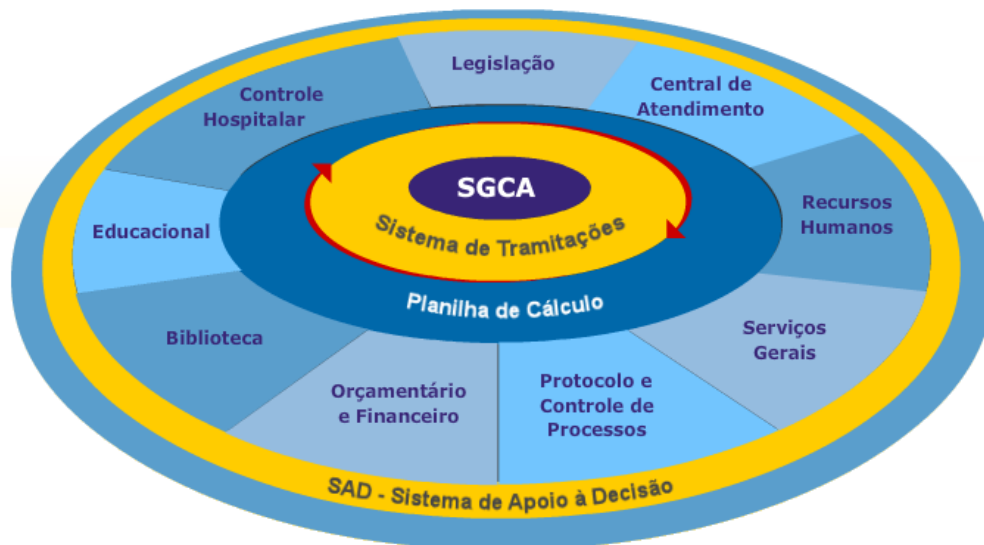 Legislação
Central de
Atendimento
Controle
Hospitalar
Recursos
Humanos
Educacional
SGCA
Sistema de Tramitações
Planilha de Cálculo
Serviços
Gerais
Biblioteca
Orçamentário
e Financeiro
Protocolo e
Controle de
Processos
SAD - Sistema de Apoio à Decisão